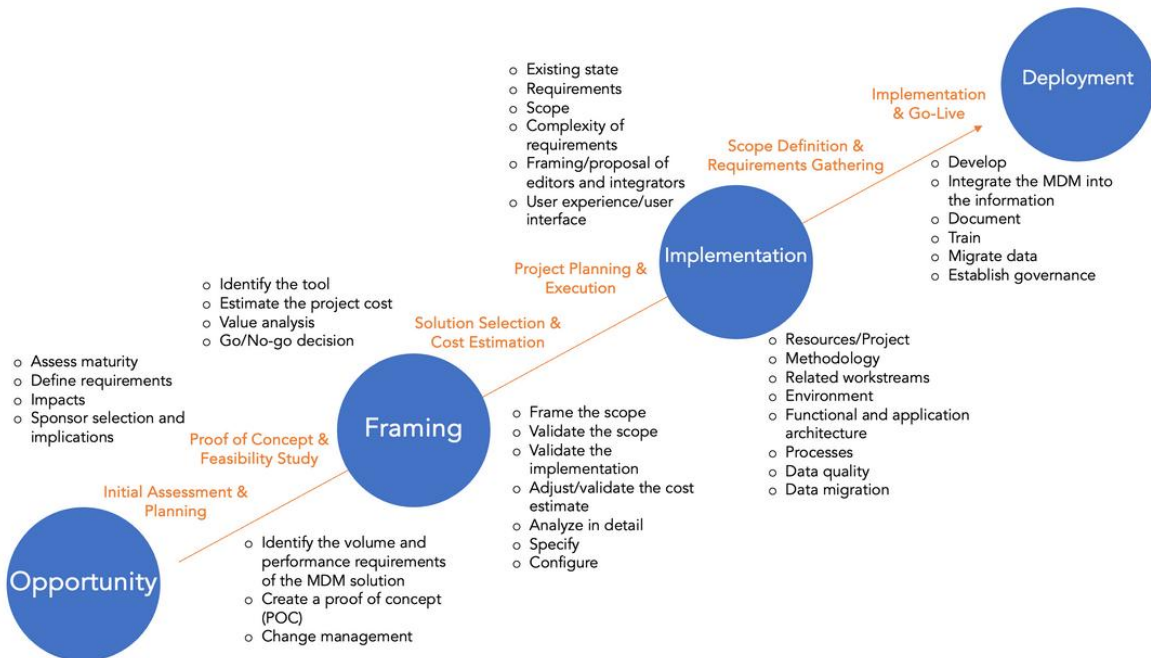 Deployment
○ Existing state
○ Requirements
○ Scope
○ Complexity of
requirements
○ Framing/proposal of
editors and integrators
○ User experience/user
interface
Implementation
& Go-Live
Scope Definition &
Requirements Gathering
○ Develop
○ Integrate the MDM into
the information
○ Document
○ Train
○ Migrate data
○ Establish governance
Implementation
Project Planning &
Execution
○ Identify the tool
○ Estimate the project cost
○ Value analysis
○ Go/No-go decision
Solution Selection &
Cost Estimation
○ Resources/Project
○ Methodology
○ Related workstreams
○ Environment
○ Functional and application
architecture
○ Processes
○ Data quality
○ Data migration
○ Assess maturity
○ Define requirements
○ Impacts
○ Sponsor selection and
implications
Framing
○ Frame the scope
○ Validate the scope
○ Validate the
implementation
○ Adjust/validate the cost
estimate
○ Analyze in detail
○ Specify
○ Configure
Proof of Concept &
Feasibility Study
Initial Assessment &
Planning
Opportunity
○ Identify the volume and
performance requirements
of the MDM solution
○ Create a proof of concept
(POC)
○ Change management